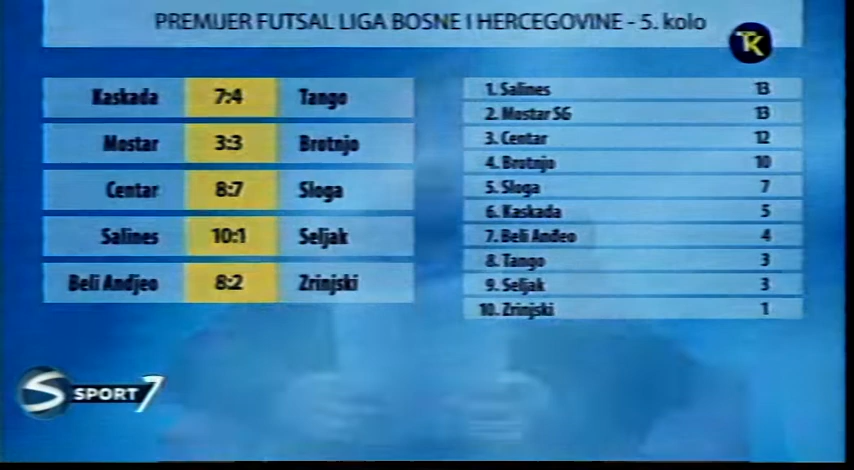 PREMIJER FUTSAL LIGA BOSNE I HERCEGOVINE - 5. kolo
TK
Kaskada 7:4 Tango
Mostar 3:3 Brotnjo
Centar 8:7 Sloga
Salines 10:1 Seljak
Beli Andjeo 8:2 Zrinjski
1. Salines 13
2. Mostar SG 13
3. Centar 12
4. Brotnjo 10
5. Sloga 7
6. Kaskada 5
7. Beli Anđeo 4
8. Tango 3
9. Seljak 3
10. Zrinjski 1
S SPORT 7